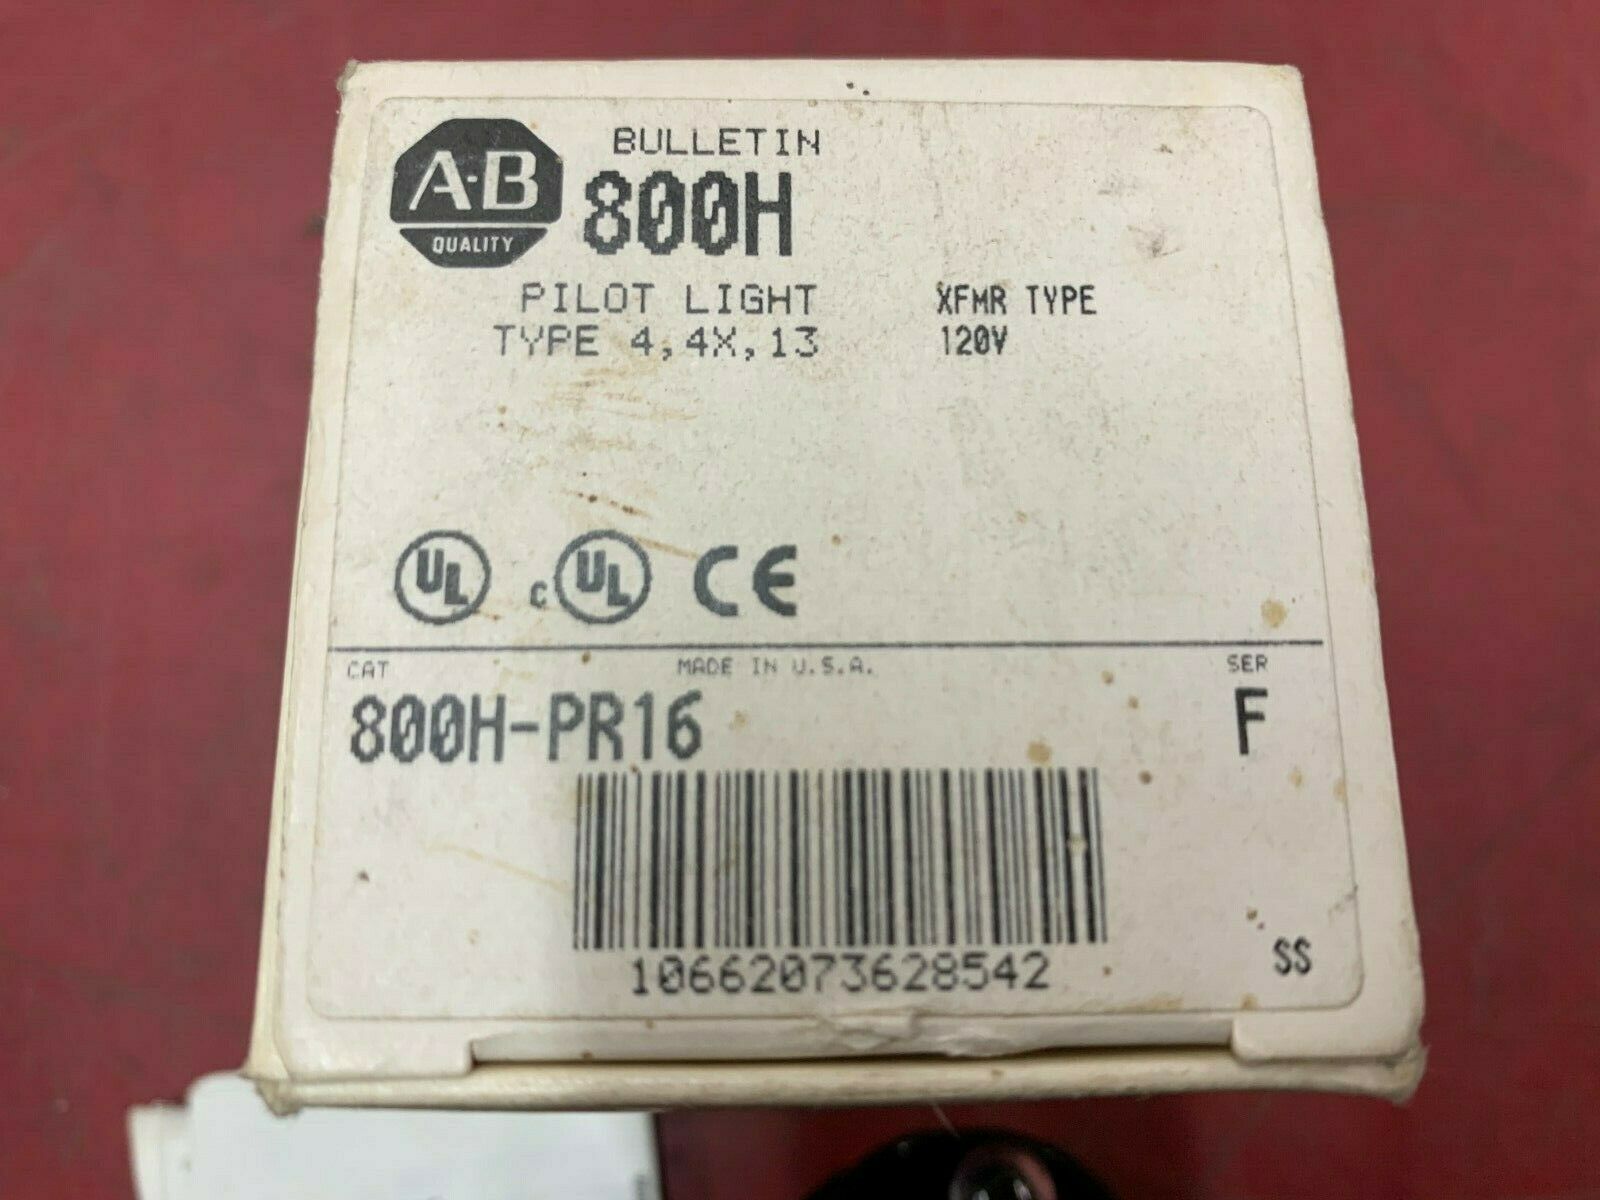 A-B
QUALITY
BULLETIN
800H
PILOT LIGHT
TYPE 4,4X,13
XFMR TYPE
120V
UL
c UL CE
CAT
MADE IN U.S.A.
SER
800H-PR16
F
10662073628542
SS